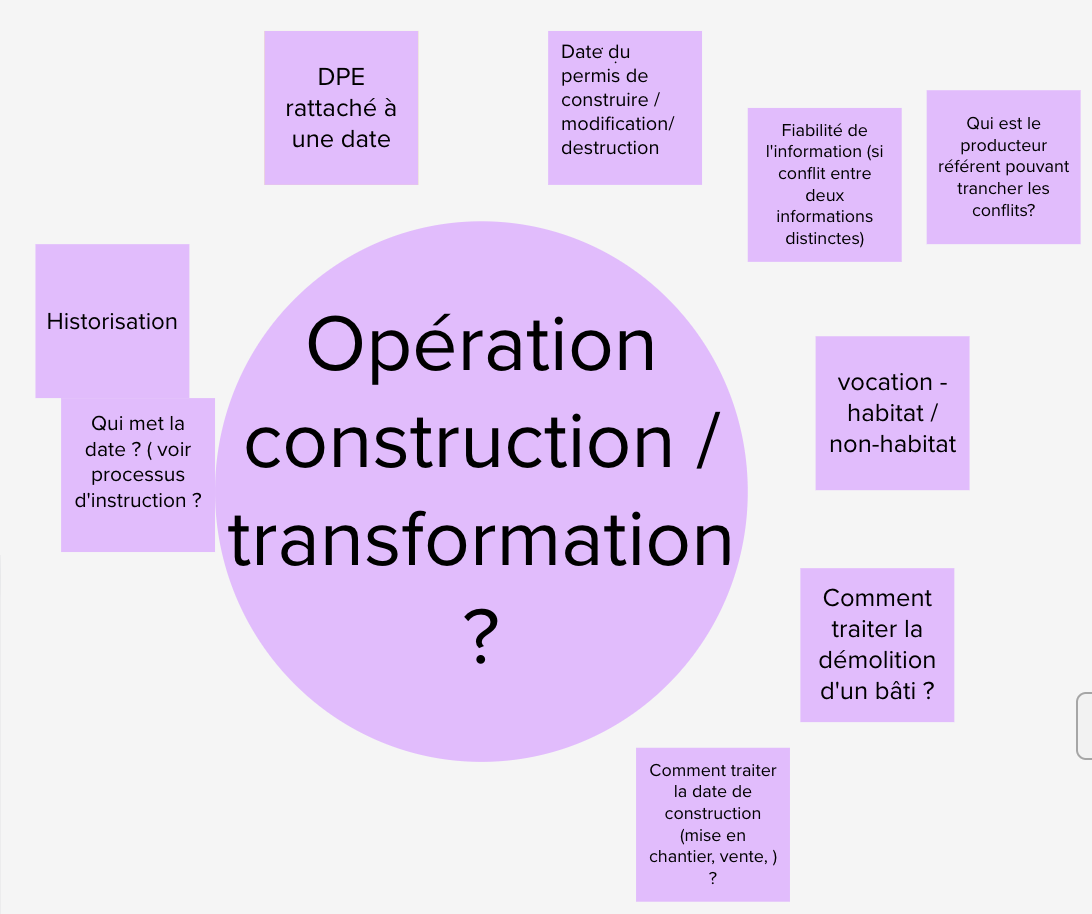 DPE
rattaché à
une date
Date du
permis de
construire /
modification/
destruction
Fiabilité de
l'information (si
conflit entre
deux
informations
distinctes)
Qui est le
producteur
référent pouvant
trancher les
conflits?
Historisation
Qui met la
date ? ( voir
processus
d'instruction ?
Opération
construction /
transformation
?
vocation -
habitat /
non-habitat
Comment
traiter la
démolition
d'un bâti ?
Comment traiter
la date de
construction
(mise en
chantier, vente, )
?